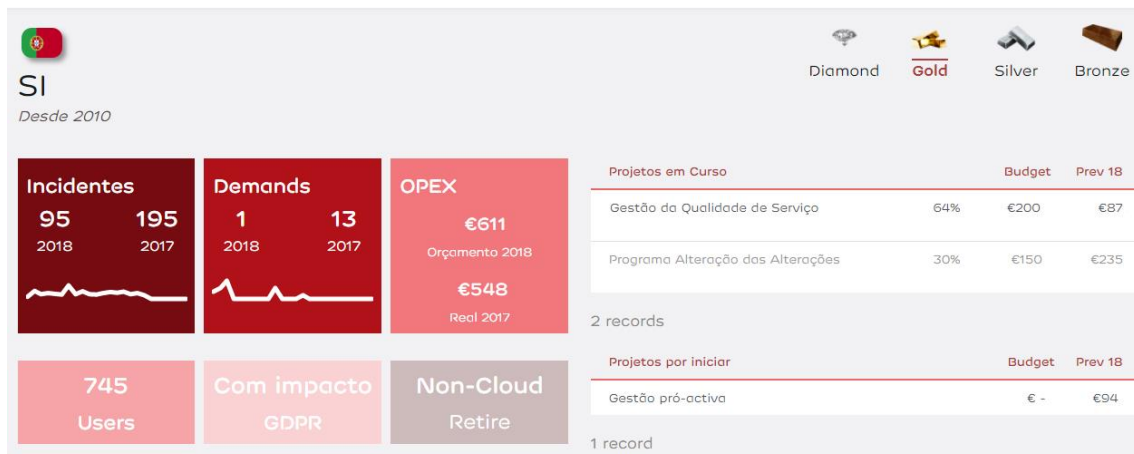 Diamond Gold Silver Bronze
SI
Desde 2010
Incidentes
95 195
2018 2017
Demands
1 13
2018 2017
OPEX
€611
Orçamento 2018
€548
Real 2017
745
Users
Com impacto
GDPR
Non-Cloud
Retire
Projetos em Curso Budget Prev 18
Gestão da Qualidade de Serviço 64% €200 €87
Programa Alteração das Alterações 30% €150 €235
2 records
Projetos por iniciar Budget Prev 18
Gestão pró-activa € - €94
1 record